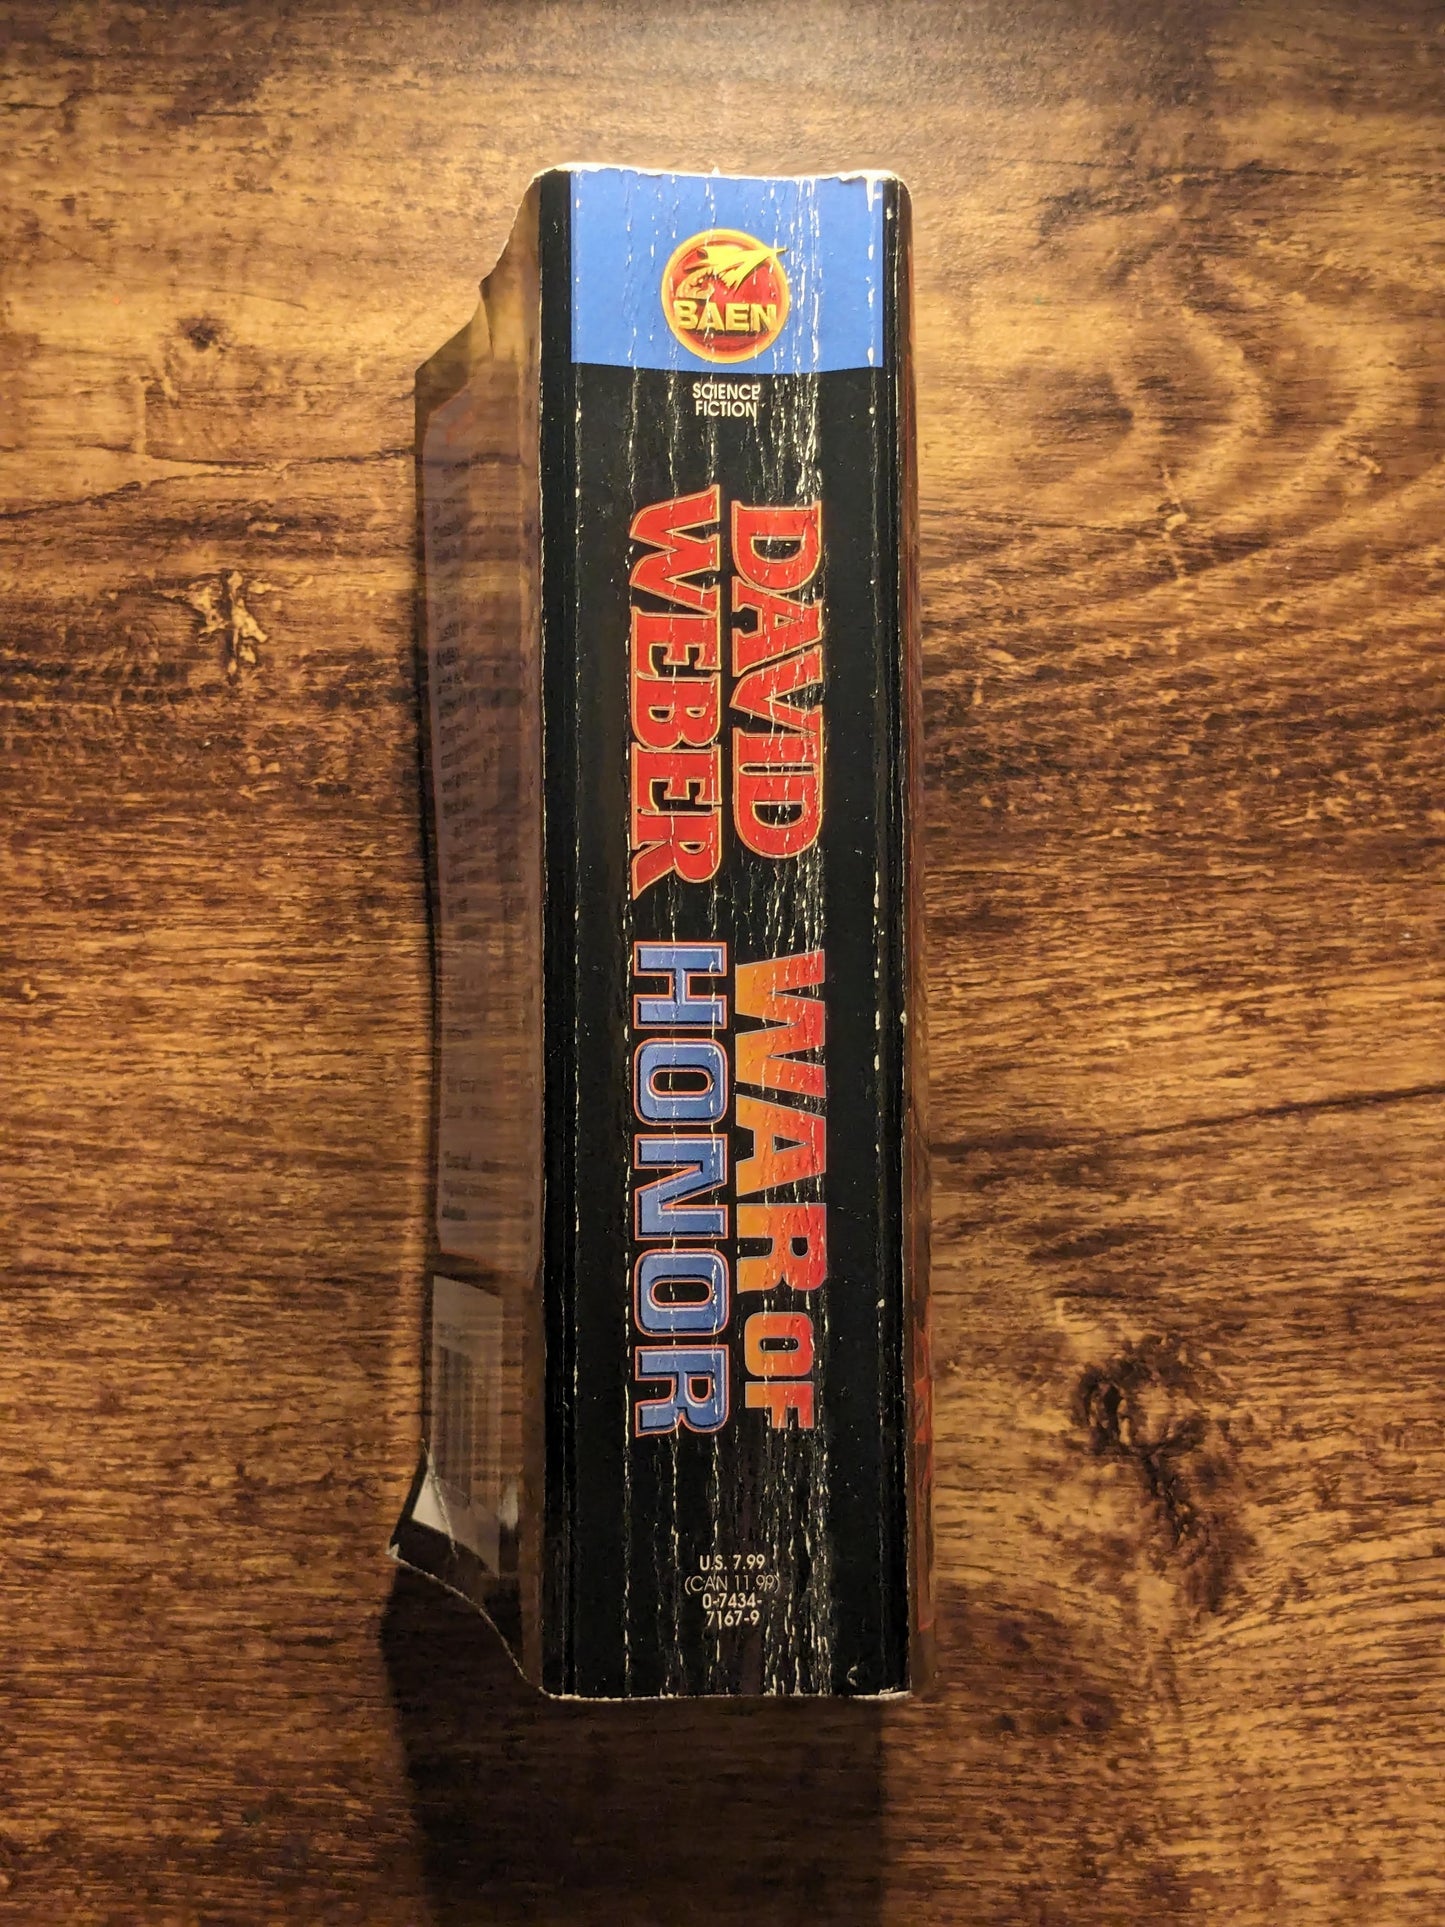 BAEN
SCIENCE
FICTION
DAVID
WEBER
WAR OF
HONOR
U.S. 7.99
(CAN 11.99)
0-7434-
7167-9